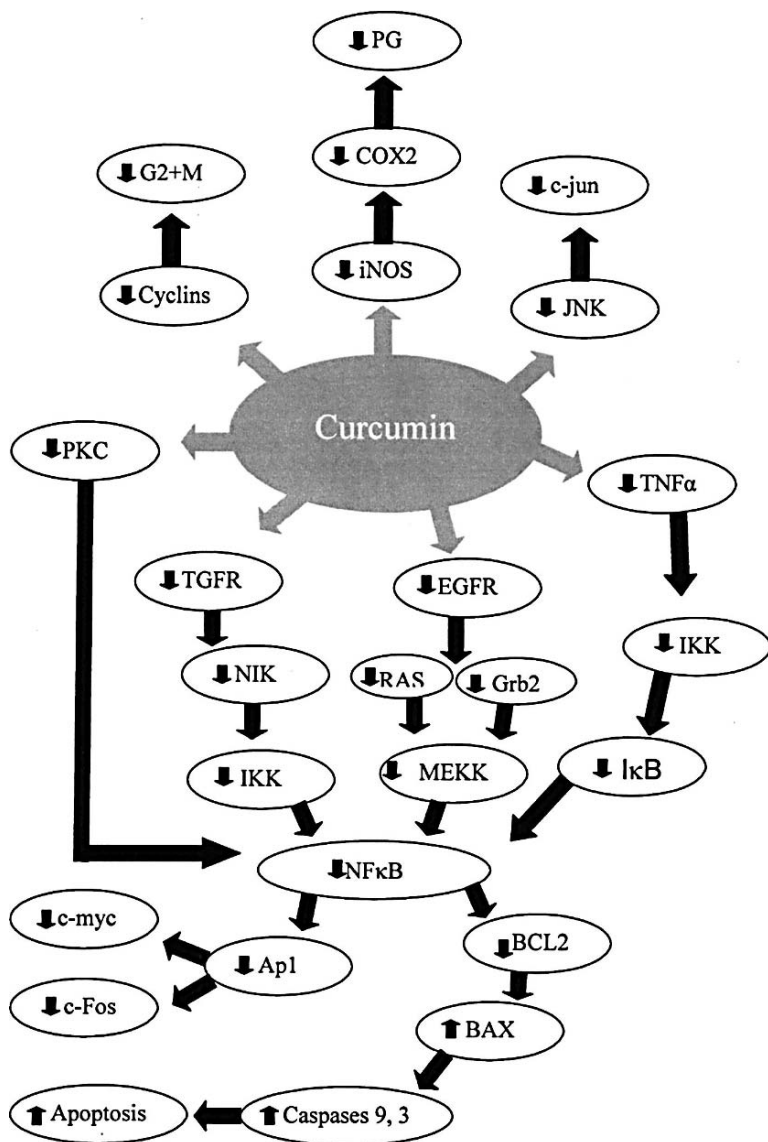 ⬇ PG
⬇ COX2
⬇ G2+M
⬇ c-jun
⬇ iNOS
⬇ Cyclins
⬇ JNK
Curcumin
⬇ PKC
⬇ TNFα
⬇ TGFR
⬇ EGFR
⬇ IKK
⬇ NIK
⬇ RAS
⬇ Grb2
⬇ IKK
⬇ MEKK
⬇ IκB
⬇ NFκB
⬇ c-myc
⬇ BCL2
⬇ Ap1
⬇ c-Fos
⬆ BAX
⬆ Apoptosis
⬆ Caspases 9, 3